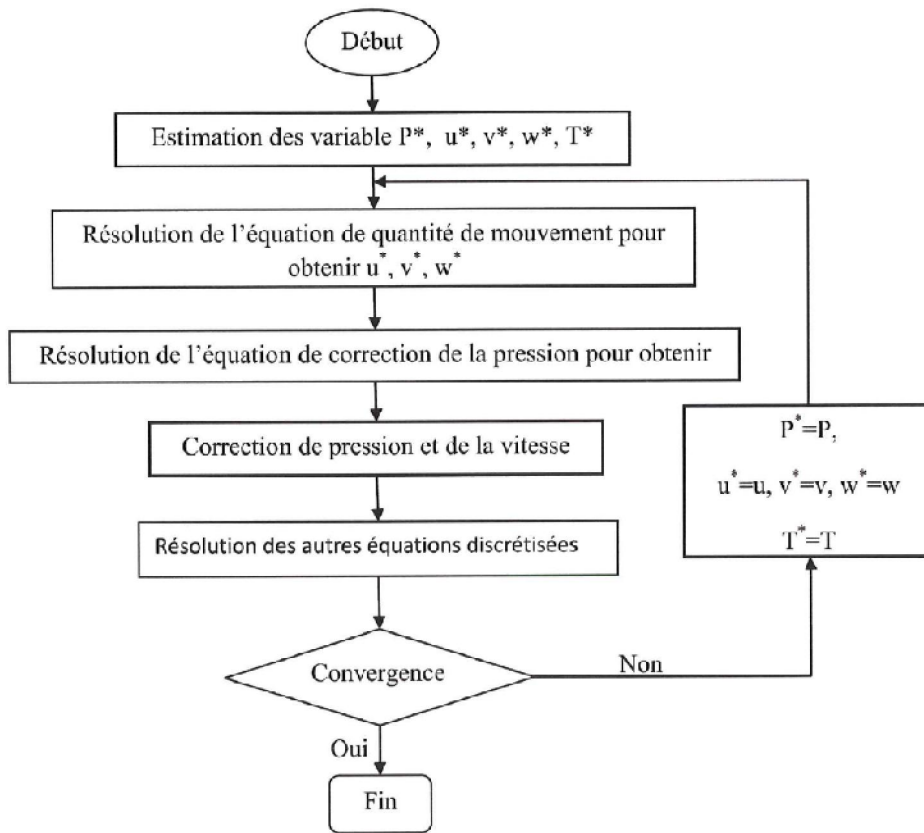 Début
Estimation des variable P*, u*, v*, w*, T*
Résolution de l'équation de quantité de mouvement pour
obtenir u*, v*, w*
Résolution de l'équation de correction de la pression pour obtenir
Correction de pression et de la vitesse
Résolution des autres équations discrétisées
Convergence
Non
Oui
Fin
P*=P,
u*=u, v*=v, w*=w
T*=T